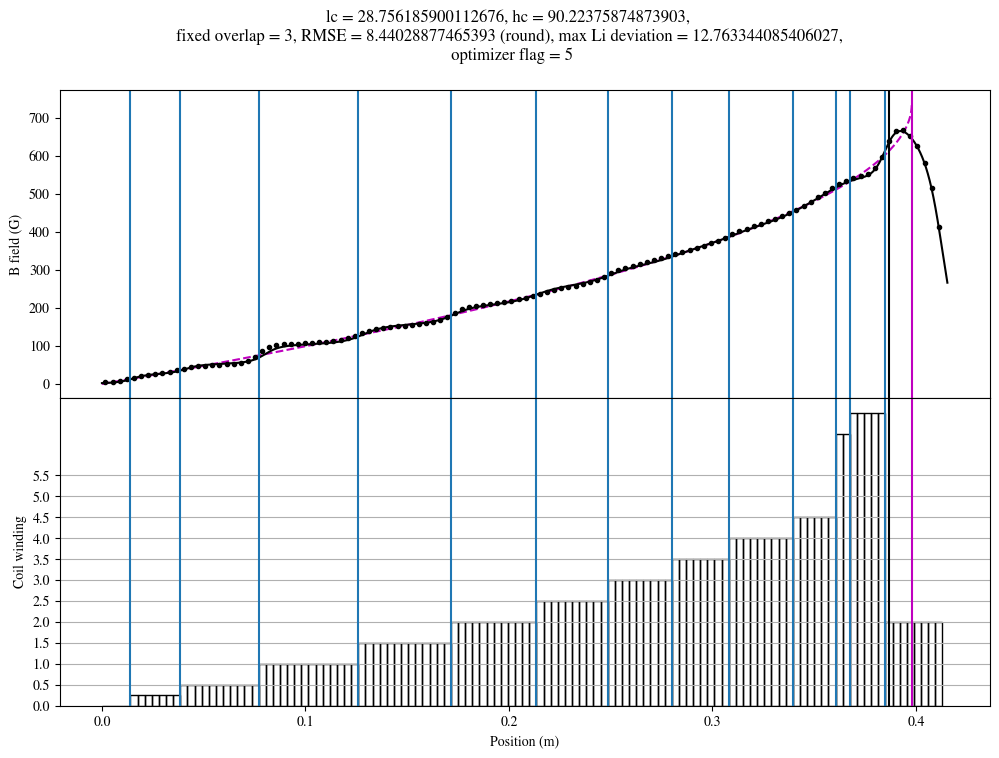 lc = 28.756185900112676, hc = 90.22375874873903,
fixed overlap = 3, RMSE = 8.44028877465393 (round), max Li deviation = 12.763344085406027,
optimizer flag = 5
700
600
500
400
300
200
100
0
B field (G)
5.5
5.0
4.5
4.0
3.5
3.0
2.5
2.0
1.5
1.0
0.5
0.0
Coil winding
0.0 0.1 0.2 0.3 0.4
Position (m)